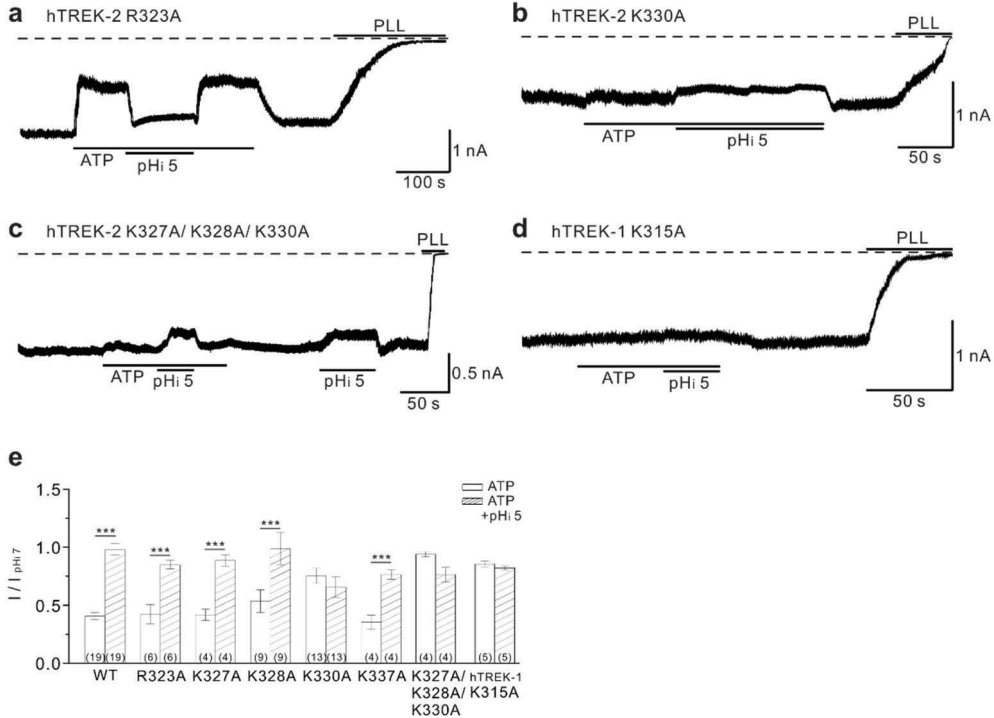 a
hTREK-2 R323A
PLL
ATP
pHi 5
1 nA
100 s
b
hTREK-2 K330A
PLL
ATP
pHi 5
1 nA
50 s
c
hTREK-2 K327A/ K328A/ K330A
PLL
ATP
pHi 5
pHi 5
0.5 nA
50 s
d
hTREK-1 K315A
PLL
ATP
pHi 5
1 nA
50 s
e
1.5
1.0
0.5
0.0
I / I pHi 7
ATP
ATP
+pHi 5
*** *** *** *** ***
(19) (19) (6) (6) (4) (4) (9) (9) (13) (13) (4) (4) (4) (4) (5) (5)
WT R323A K327A K328A K330A K337A K327A/ hTREK-1
K328A/ K315A
K330A